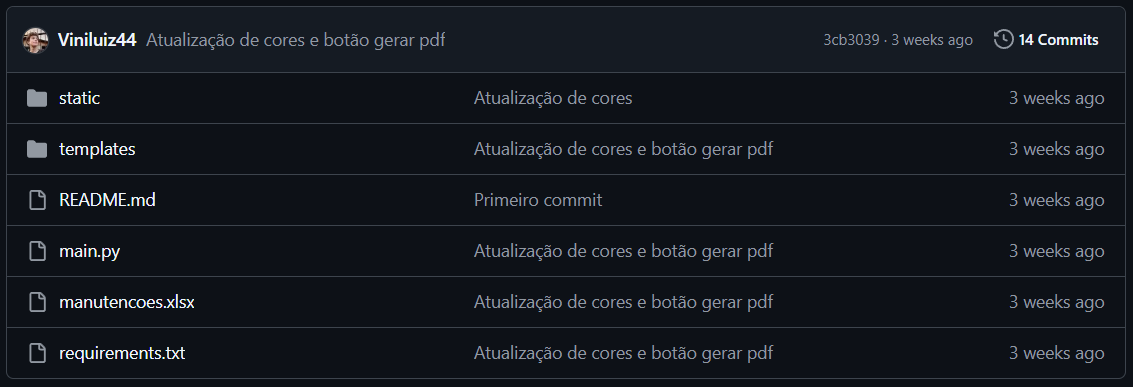 Viniluiz44 Atualização de cores e botão gerar pdf 3cb3039 · 3 weeks ago 14 Commits
static Atualização de cores 3 weeks ago
templates Atualização de cores e botão gerar pdf 3 weeks ago
README.md Primeiro commit 3 weeks ago
main.py Atualização de cores e botão gerar pdf 3 weeks ago
manutencoes.xlsx Atualização de cores e botão gerar pdf 3 weeks ago
requirements.txt Atualização de cores e botão gerar pdf 3 weeks ago